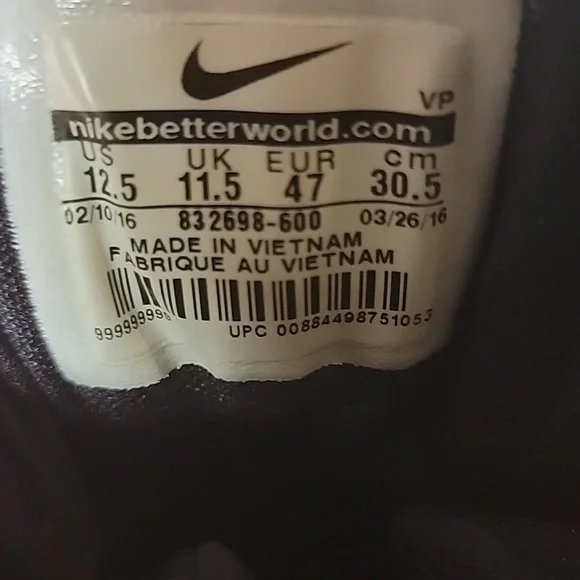 VP
nikebetterworld.com
US UK EUR cm
12.5 11.5 47 30.5
02/10/16 832698-600 03/26/16
MADE IN VIETNAM
FABRIQUE AU VIETNAM
999999999S UPC 00884498751053